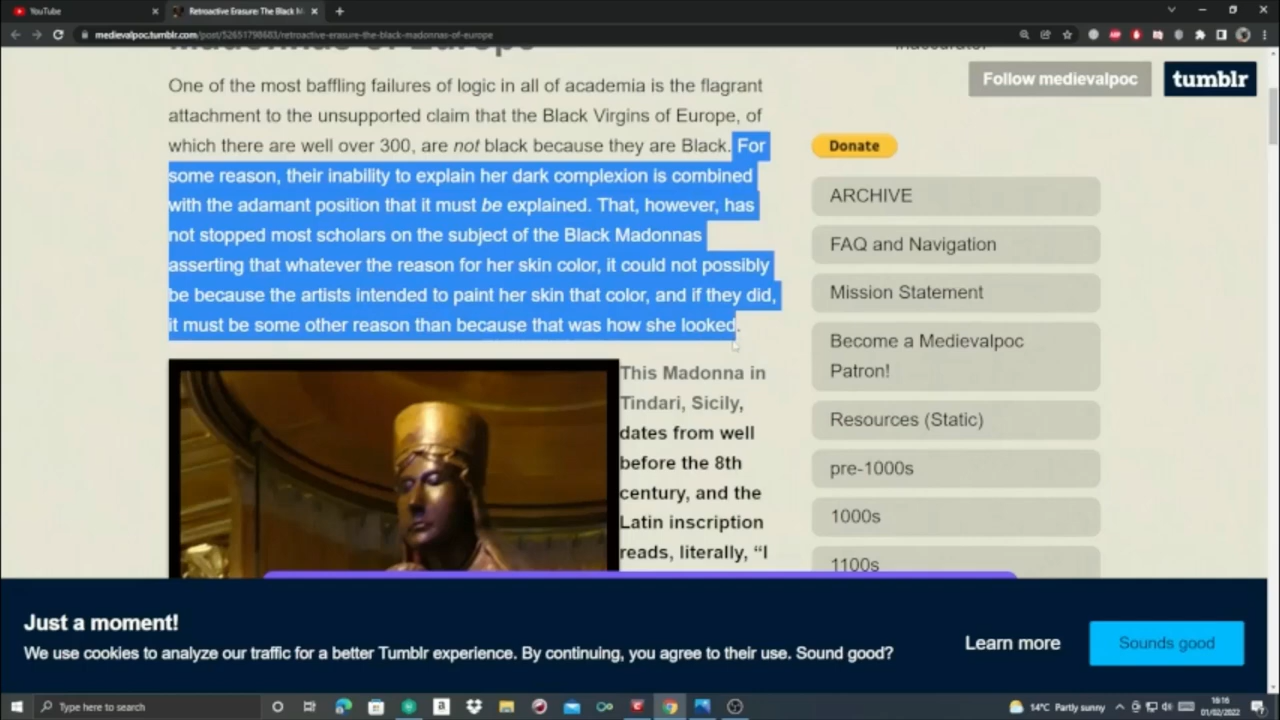 YouTube
Retroactive Erasure: The Black M
medievalpoc.tumblr.com/post/52651798683/retroactive-erasure-the-black-madonnas-of-europe
Madonnas of Europe
One of the most baffling failures of logic in all of academia is the flagrant
attachment to the unsupported claim that the Black Virgins of Europe, of
which there are well over 300, are not black because they are Black. For
some reason, their inability to explain her dark complexion is combined
with the adamant position that it must be explained. That, however, has
not stopped most scholars on the subject of the Black Madonnas
asserting that whatever the reason for her skin color, it could not possibly
be because the artists intended to paint her skin that color, and if they did,
it must be some other reason than because that was how she looked.
This Madonna in
Tindari, Sicily,
dates from well
before the 8th
century, and the
Latin inscription
reads, literally, “I
Follow medievalpoc
tumblr
Donate
ARCHIVE
FAQ and Navigation
Mission Statement
Become a Medievalpoc
Patron!
Resources (Static)
pre-1000s
1000s
1100s
Just a moment!
We use cookies to analyze our traffic for a better Tumblr experience. By continuing, you agree to their use. Sound good?
Learn more
Sounds good
Type here to search
14°C Partly sunny
16:16
01/02/2022